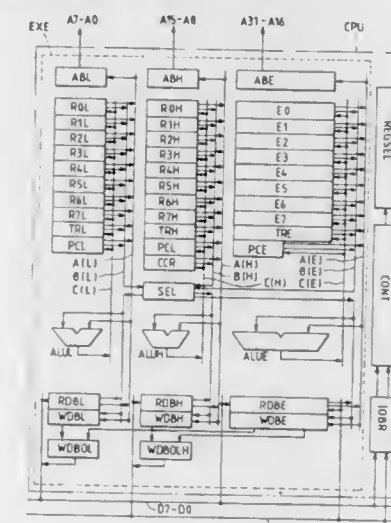 A7-A0 A15-A8 A31-A16
EXE CPU
ABL ABH ABE
R0L R0H E0
R1L R1H E1
R2L R2H E2
R3L R3H E3
R4L R4H E4
R5L R5H E5
R6L R6H E6
R7L R7H E7
TRL TRH TRE
PCL PCL PCE
CCR
A(L) A(H) A(E)
B(L) B(H) B(E)
C(L) C(H) C(E)
SEL
ALUL ALUH ALUE
RDBL RDBH RDBE
WDBL WDBH WDBE
WDBOL WDBOLH
D7-D0
REGSEL
CONT
IDBR